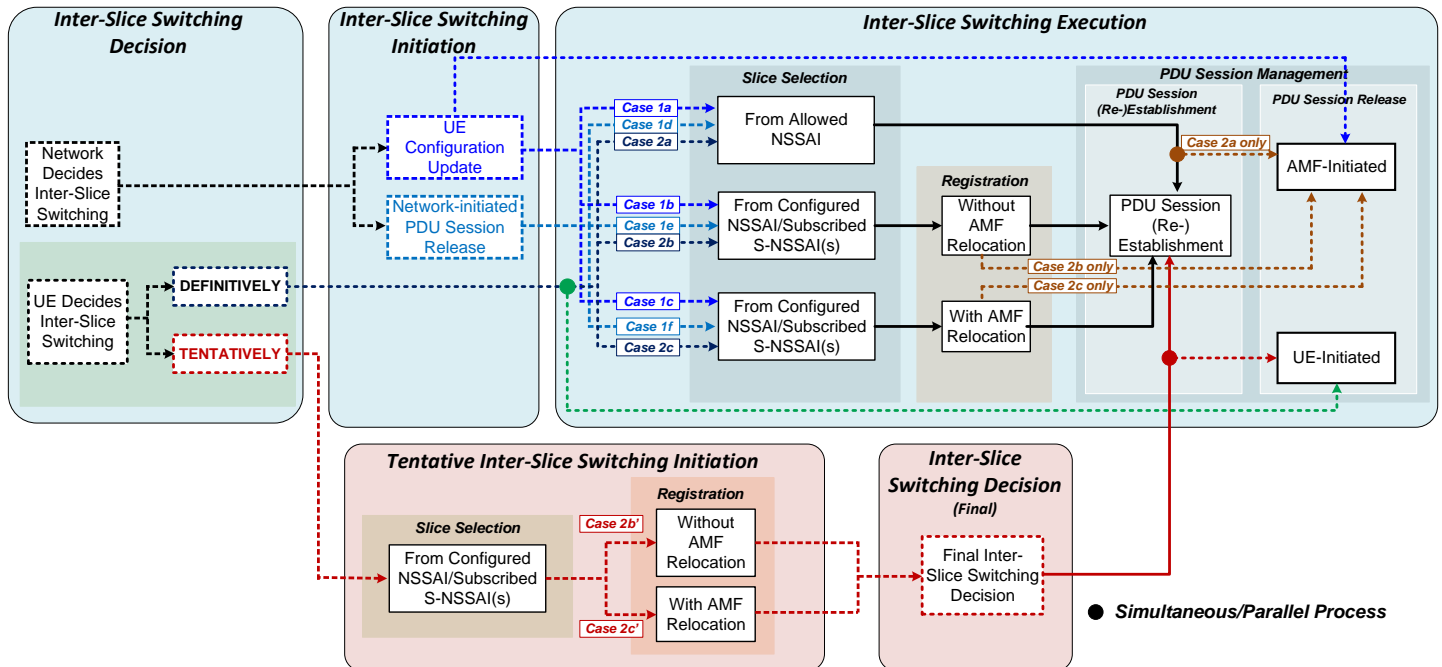 Inter-Slice Switching
Decision
Network
Decides
Inter-Slice
Switching
UE Decides
Inter-Slice
Switching
DEFINITIVELY
TENTATIVELY
Inter-Slice Switching
Initiation
UE
Configuration
Update
Network-initiated
PDU Session
Release
Inter-Slice Switching Execution
Slice Selection
Case 1a
Case 1d
Case 2a
From Allowed
NSSAI
Case 1b
Case 1e
Case 2b
From Configured
NSSAI/Subscribed
S-NSSAI(s)
Case 1c
Case 1f
Case 2c
From Configured
NSSAI/Subscribed
S-NSSAI(s)
Registration
Without
AMF
Relocation
With AMF
Relocation
PDU Session Management
PDU Session
(Re-)Establishment
PDU Session
(Re-)
Establishment
PDU Session Release
Case 2a only
AMF-Initiated
Case 2b only
Case 2c only
UE-Initiated
Tentative Inter-Slice Switching Initiation
Slice Selection
From Configured
NSSAI/Subscribed
S-NSSAI(s)
Case 2b’
Case 2c’
Registration
Without
AMF
Relocation
With AMF
Relocation
Inter-Slice
Switching Decision
(Final)
Final Inter-
Slice Switching
Decision
Simultaneous/Parallel Process